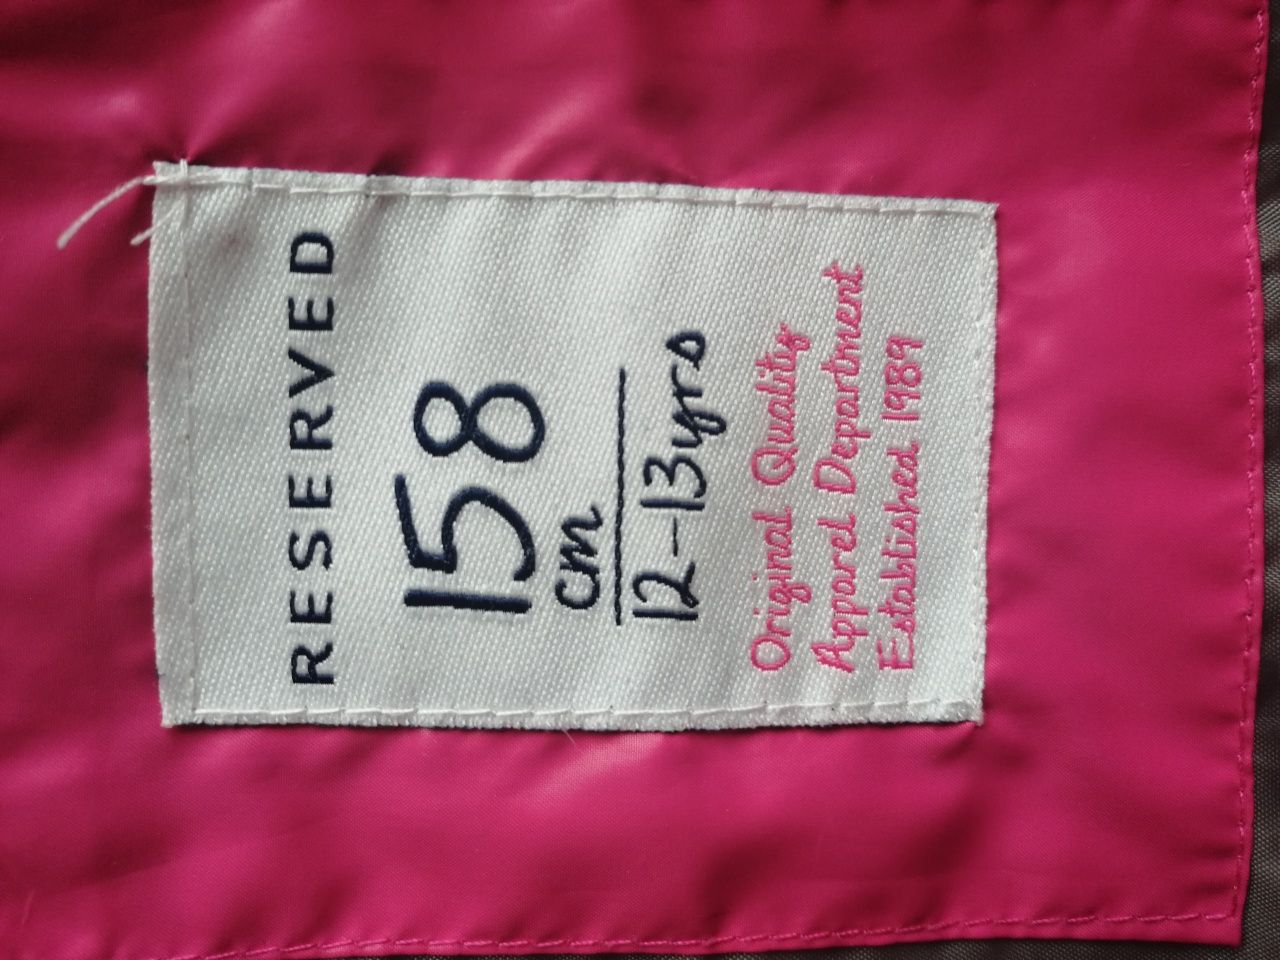 RESERVED
158
cm
12-13yrs
Original Quality
Apparel Department
Established 1989